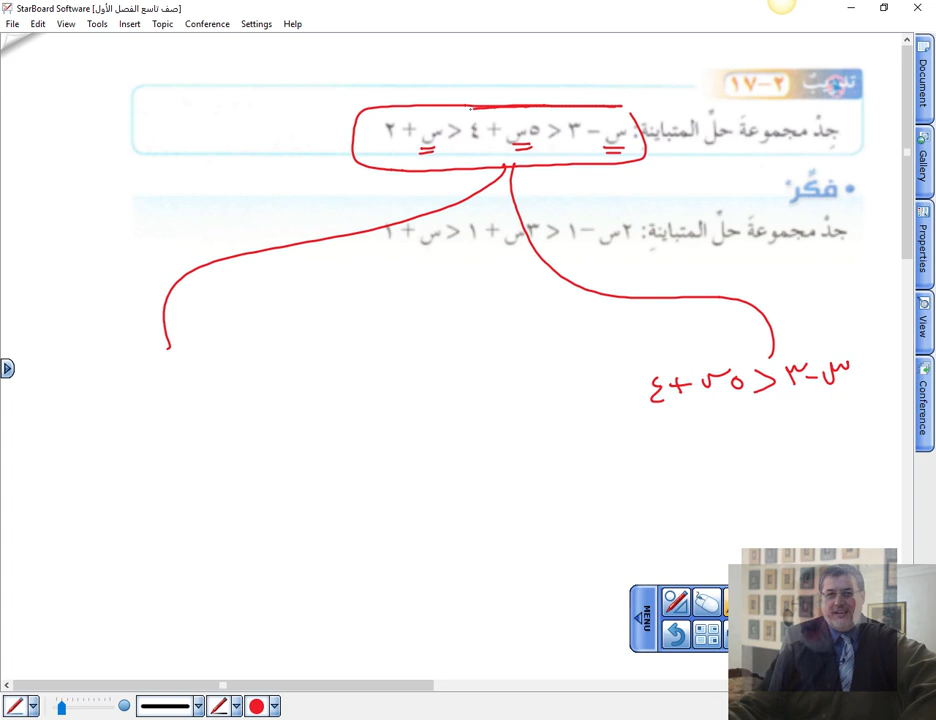 StarBoard Software [صف تاسع الفصل الأول]
File Edit View Tools Insert Topic Conference Settings Help
تدريبّ ٢-١٧
جِدْ مجموعةَ حلِّ المتباينة: س - ٣ > ٥س + ٤ > س + ٢
• فكِّرْ
جدْ مجموعةَ حلِّ المتباينةِ: ٢س - ١ > ٣س + ١ > س + ١
س - ٣ > ٥س + ٤
Document
Gallery
Properties
View
Conference
MENU